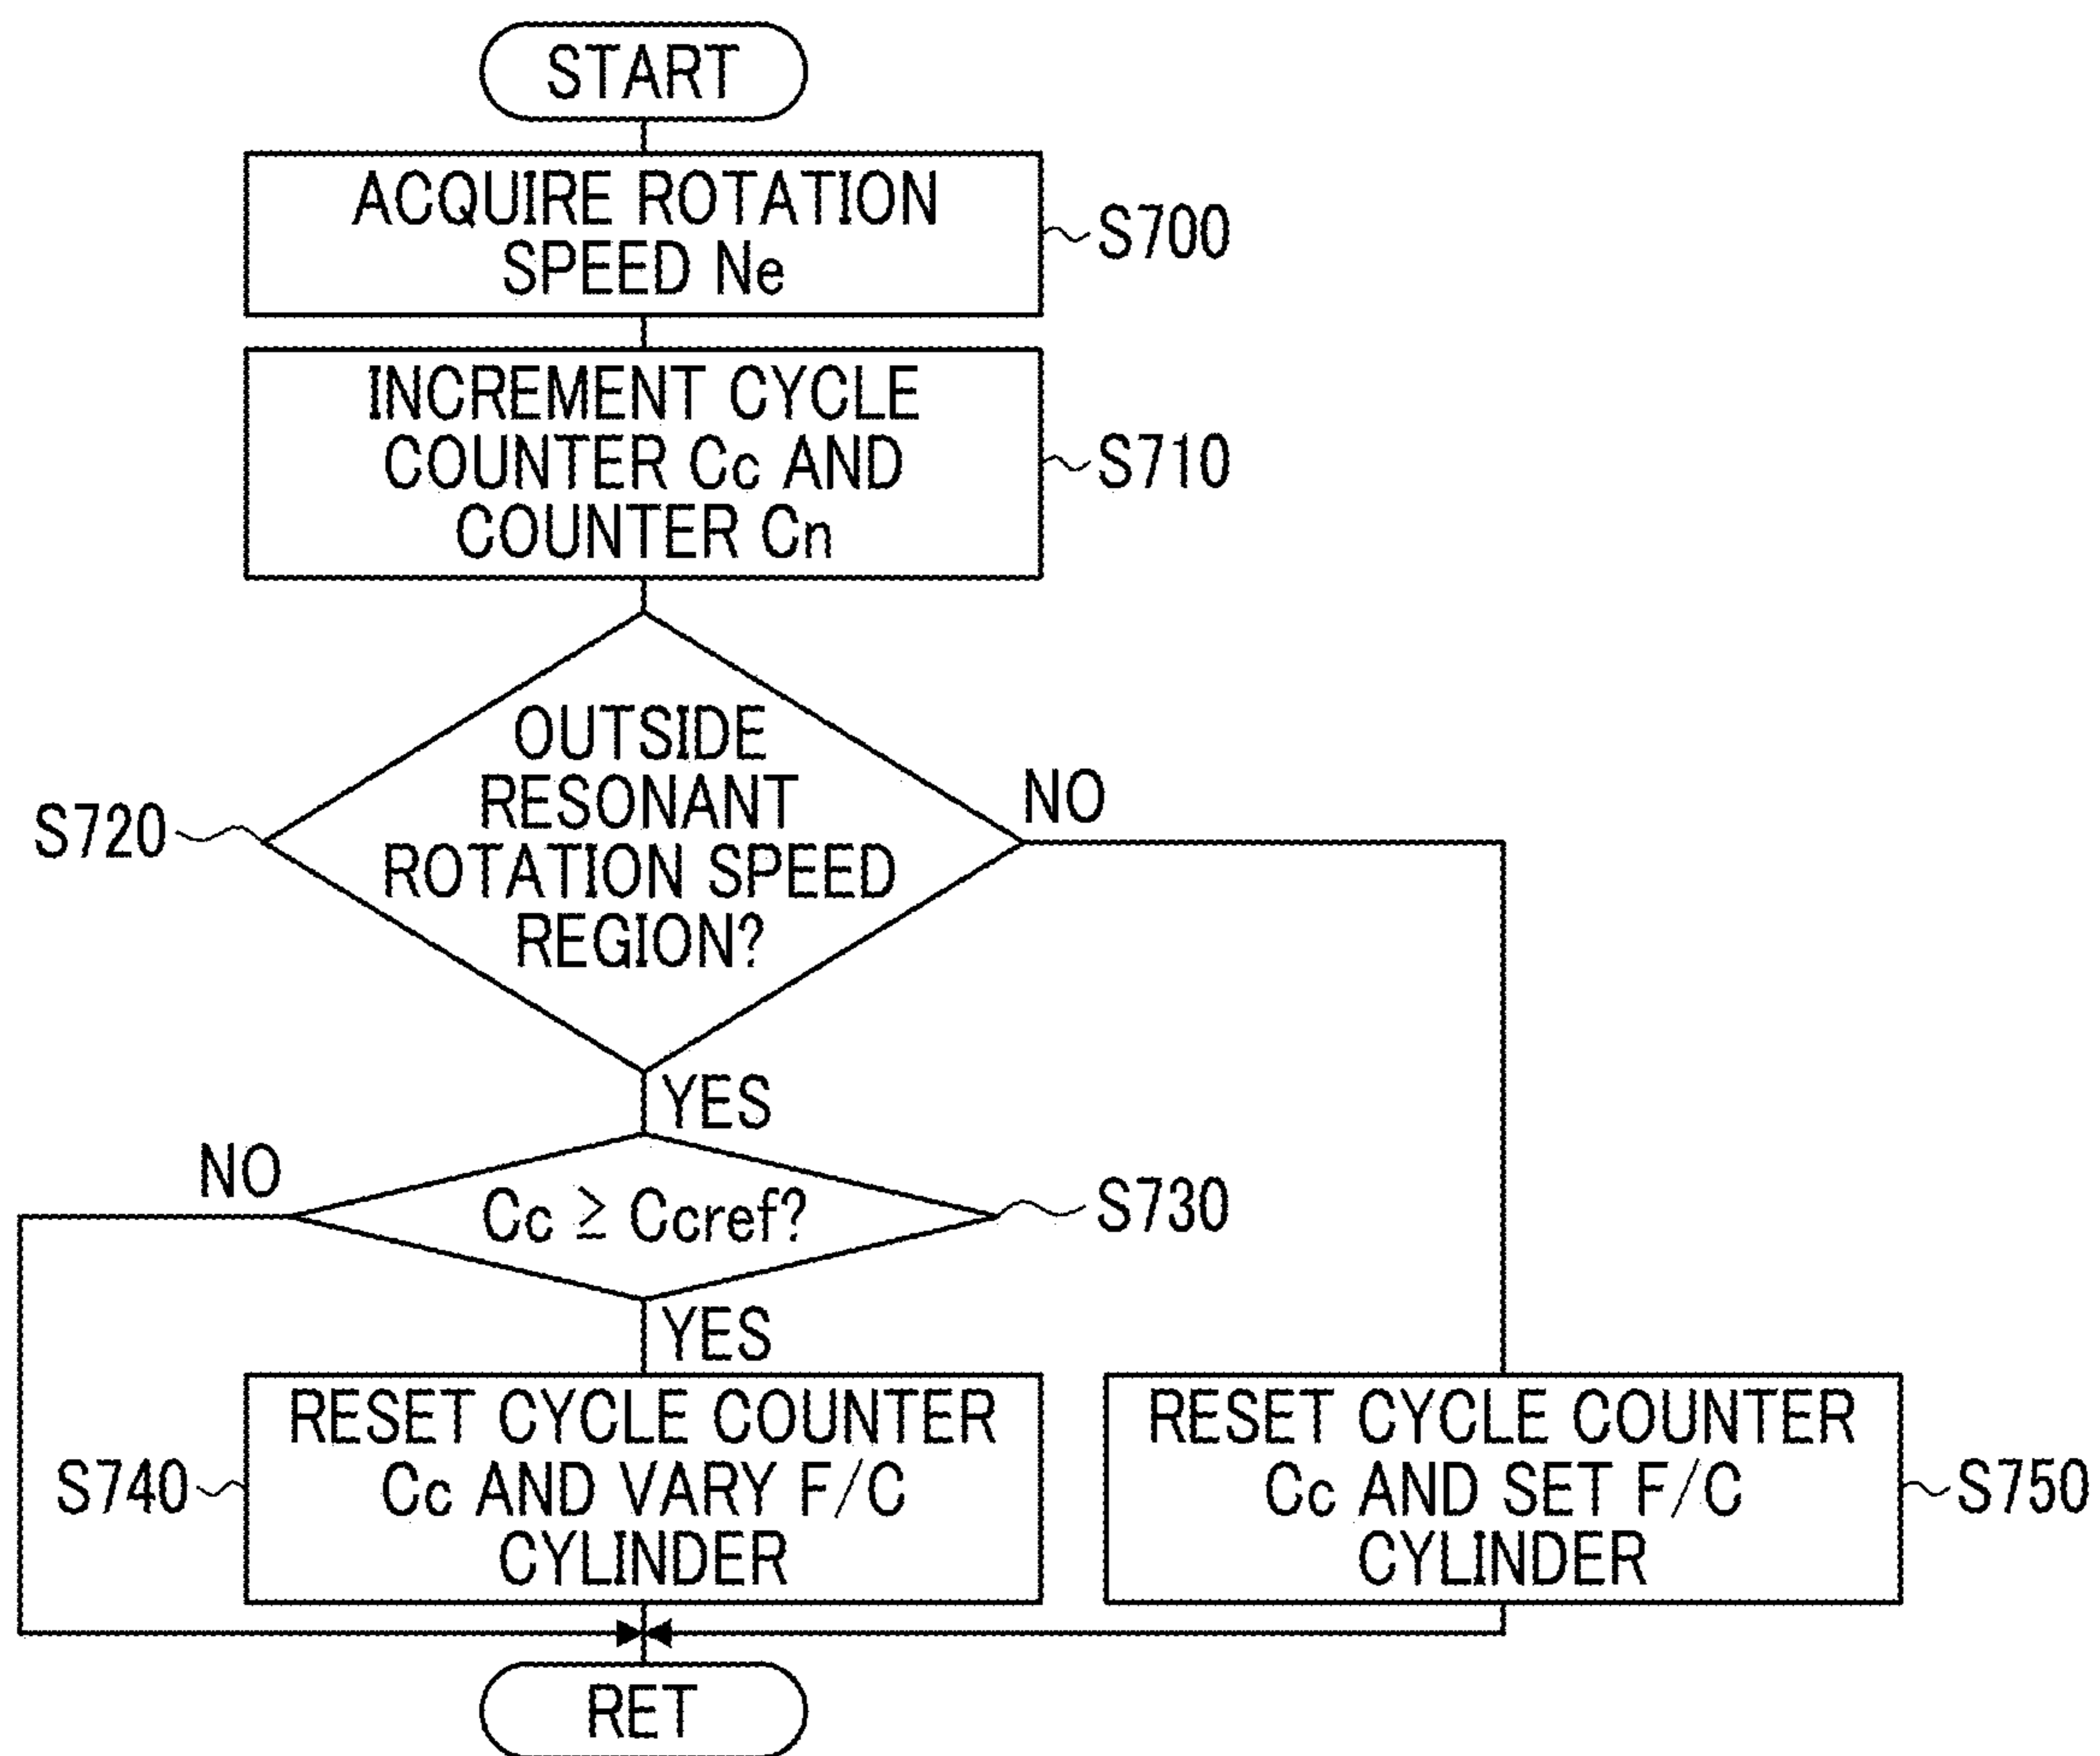 START
ACQUIRE ROTATION
SPEED Ne
S700
INCREMENT CYCLE
COUNTER Cc AND
COUNTER Cn
S710
OUTSIDE
RESONANT
ROTATION SPEED
REGION?
S720
NO
YES
NO
Cc ≥ Ccref?
S730
YES
RESET CYCLE COUNTER
Cc AND VARY F/C
CYLINDER
S740
RESET CYCLE COUNTER
Cc AND SET F/C
CYLINDER
S750
RET